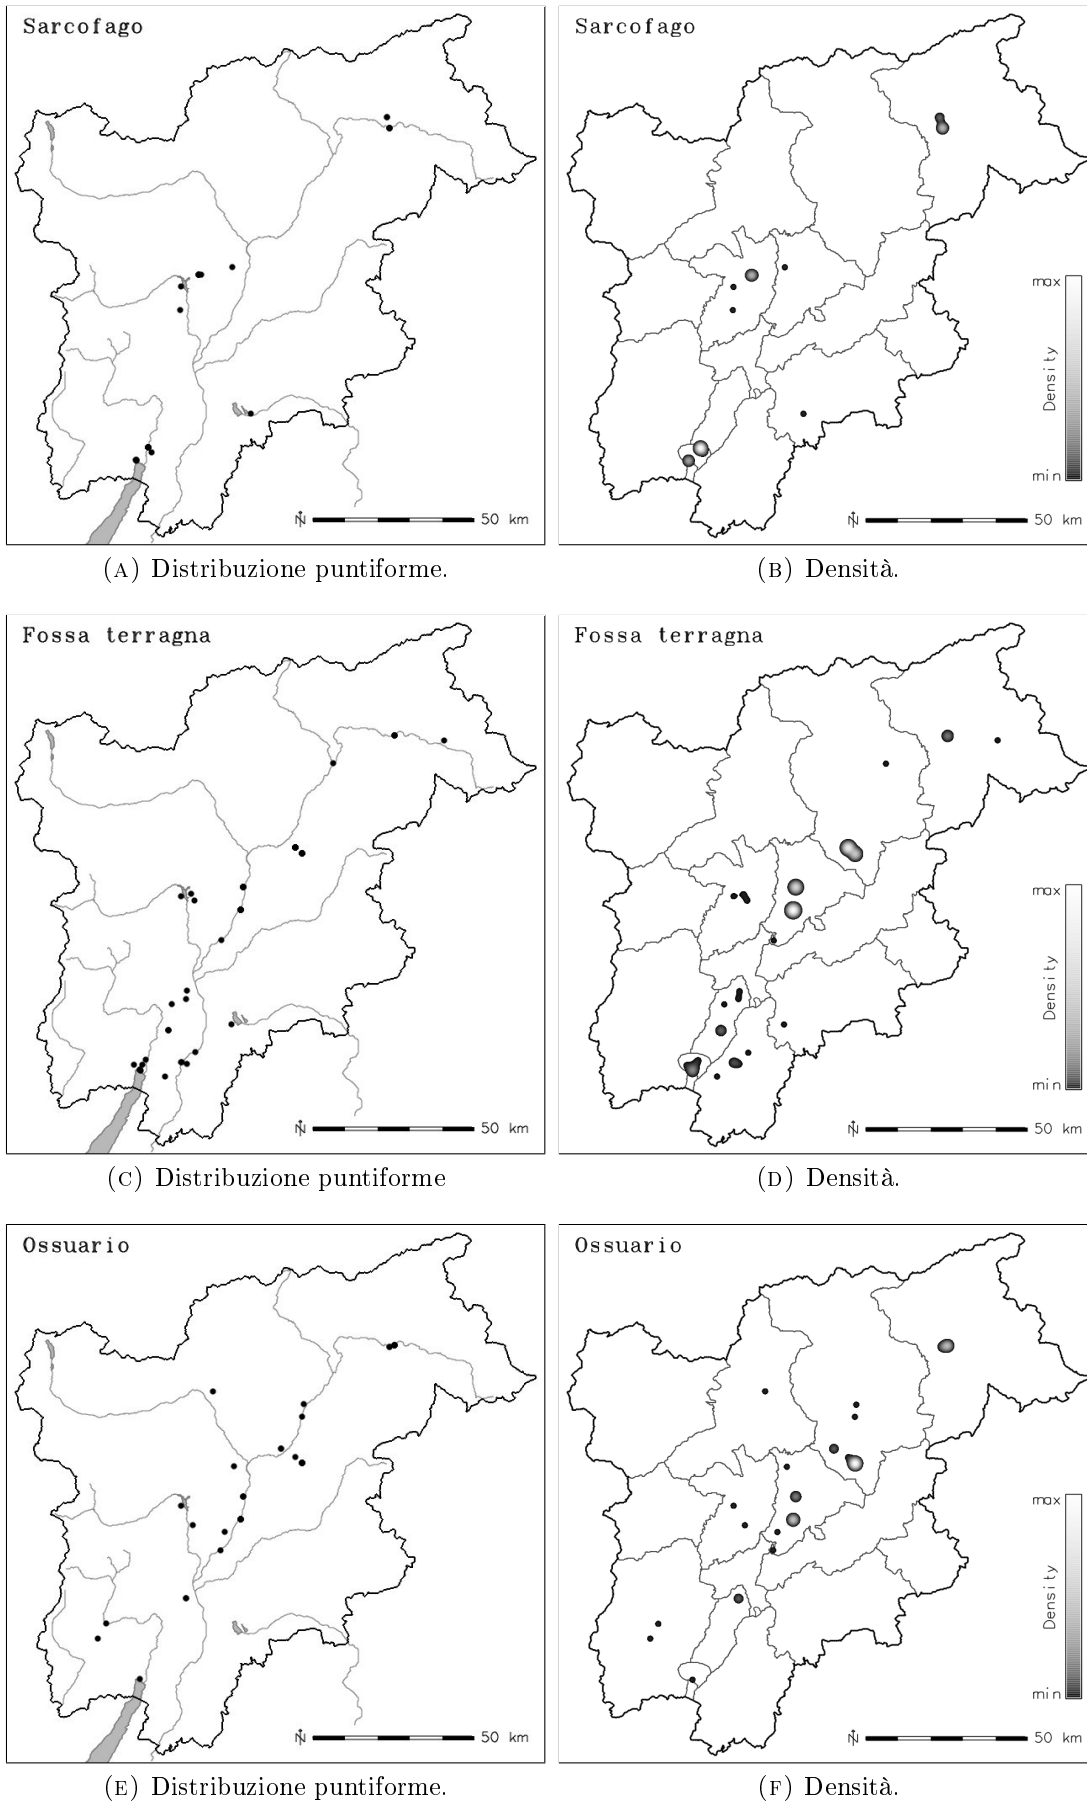 Sarcofago
N 50 km
(A) Distribuzione puntiforme.
Sarcofago
max
Density
min
N 50 km
(B) Densità.
Fossa terragna
N 50 km
(C) Distribuzione puntiforme
Fossa terragna
max
Density
min
N 50 km
(D) Densità.
Ossuario
N 50 km
(E) Distribuzione puntiforme.
Ossuario
max
Density
min
N 50 km
(F) Densità.